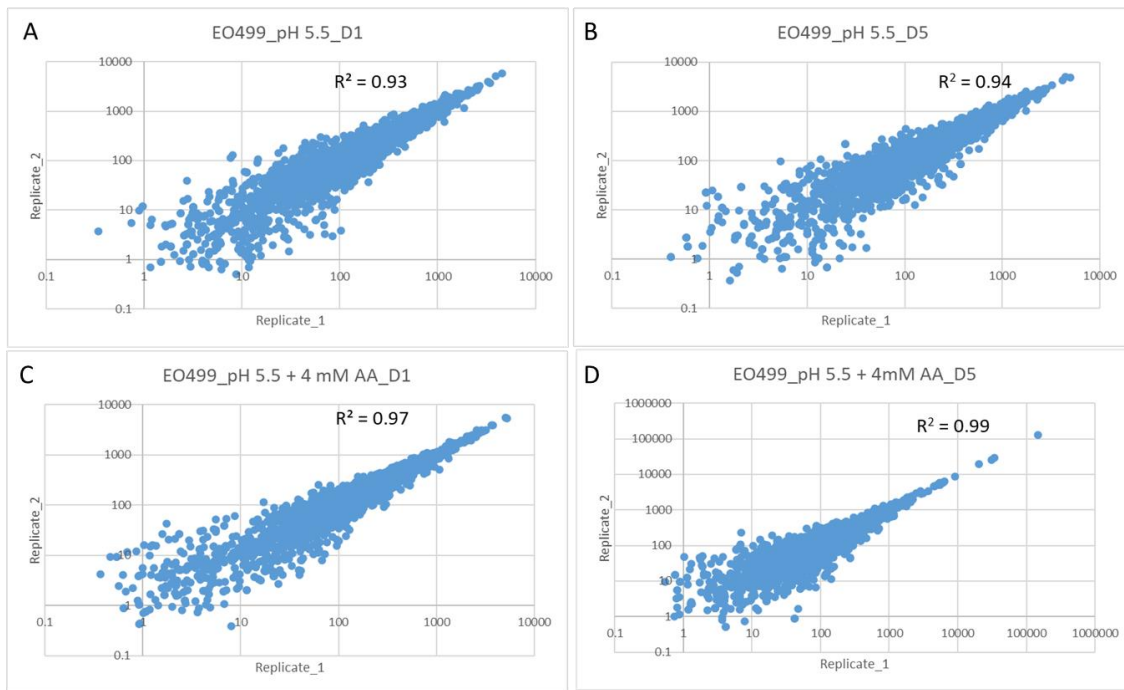 A
EO499_pH 5.5_D1
R² = 0.93
10000
1000
100
10
1
0.1
0.1 1 10 100 1000 10000
Replicate_2
Replicate_1
B
EO499_pH 5.5_D5
R² = 0.94
10000
1000
100
10
1
0.1
0.1 1 10 100 1000 10000
Replicate_2
Replicate_1
C
EO499_pH 5.5 + 4 mM AA_D1
R² = 0.97
10000
1000
100
10
1
0.1
0.1 1 10 100 1000 10000
Replicate_2
Replicate_1
D
EO499_pH 5.5 + 4mM AA_D5
R² = 0.99
1000000
100000
10000
1000
100
10
1
0.1
0.1 1 10 100 1000 10000 100000 1000000
Replicate_2
Replicate_1